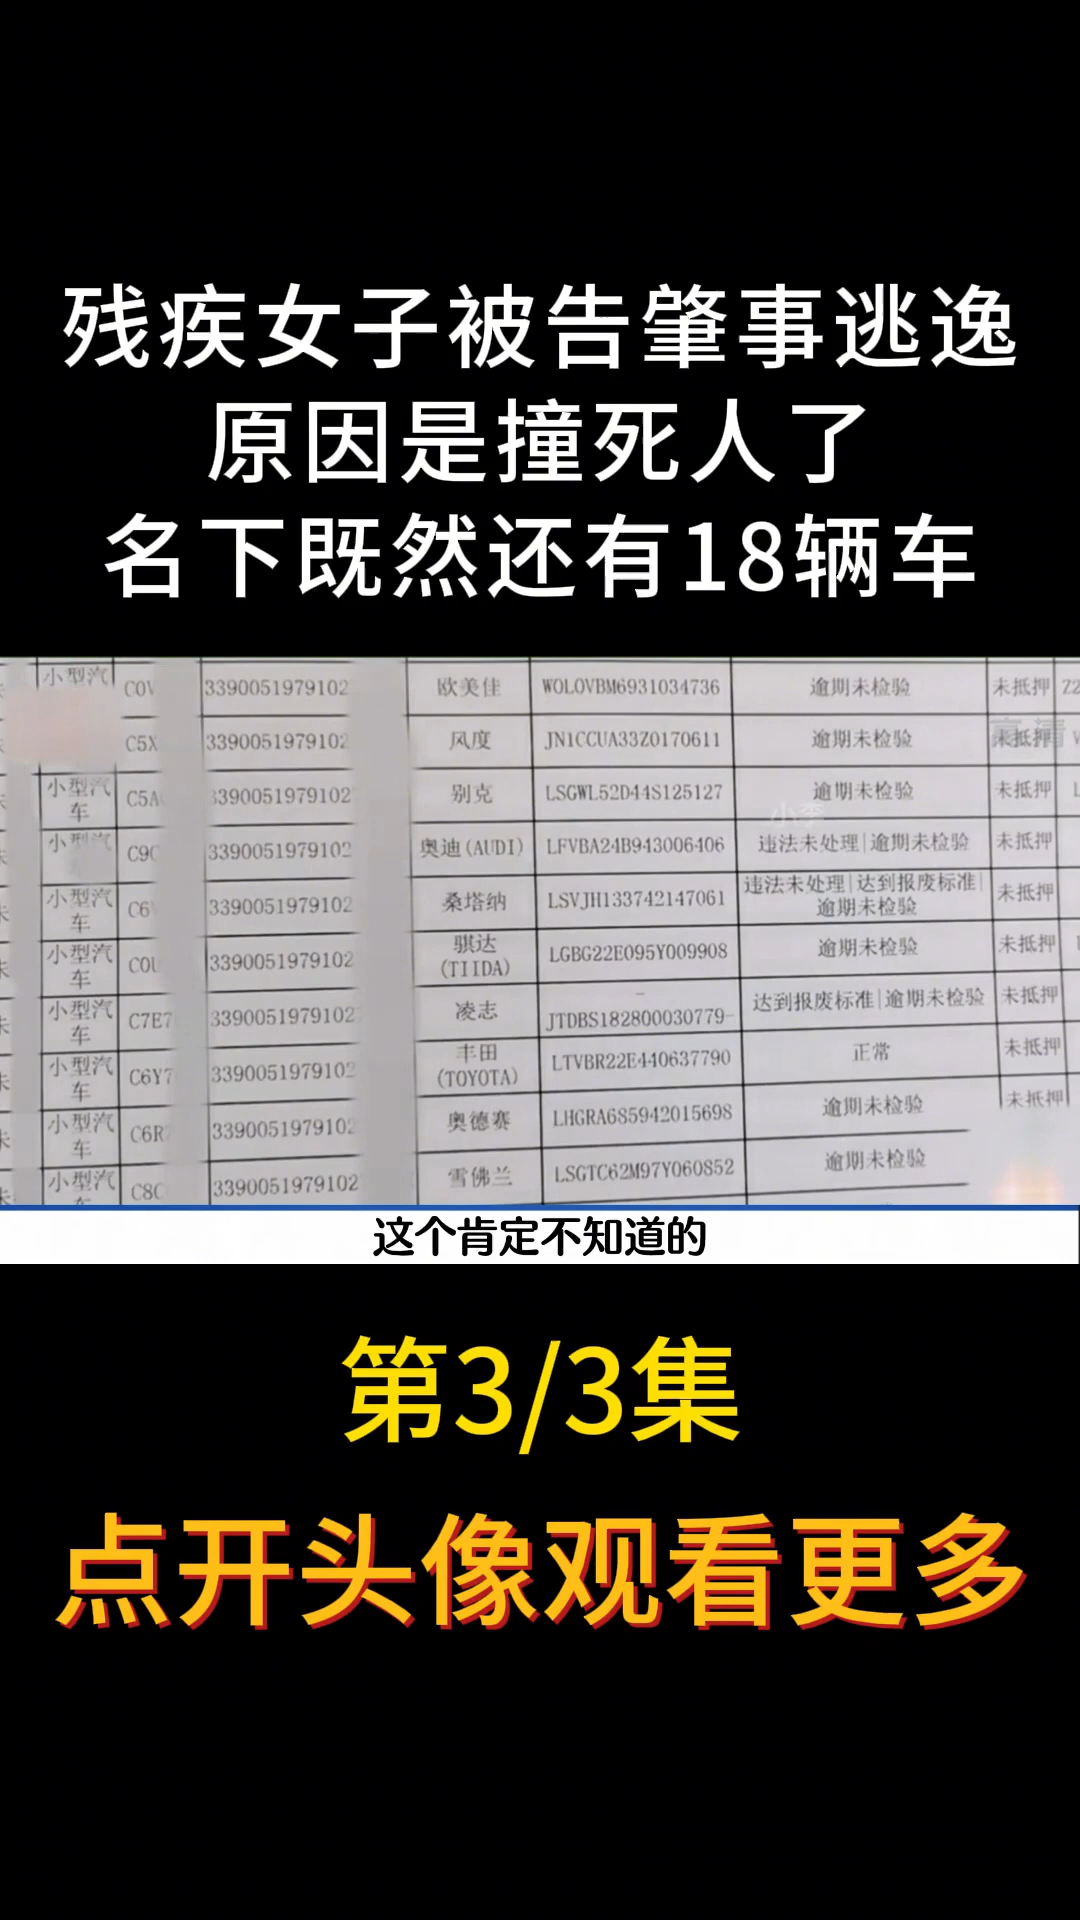 残疾女子被告肇事逃逸
原因是撞死人了
名下既然还有18辆车
小型汽 C0V 3390051979102 欧美佳 WOLOVBM6931034736 逾期未检验 未抵押 Z2
C5X 3390051979102 风度 JN1CCUA33Z0170611 逾期未检验 未抵押
小型汽车 C5A 3390051979102 别克 LSGWL52D44S125127 逾期未检验 未抵押
小型汽 C9C 3390051979102 奥迪(AUDI) LFVBA24B943006406 违法未处理|逾期未检验 未抵押
小型汽车 C6 3390051979102 桑塔纳 LSVJH133742147061 违法未处理|达到报废标准|逾期未检验 未抵押
小型汽车 C0U 3390051979102 骐达(TIIDA) LGBG22E095Y009908 逾期未检验 未抵押
小型汽车 C7E7 3390051979102 凌志 JTDBS182800030779- 达到报废标准|逾期未检验 未抵押
小型汽车 C6Y7 3390051979102 丰田(TOYOTA) LTVBR22E440637790 正常 未抵押
小型汽车 C6R 3390051979102 奥德赛 LHGRA685942015698 逾期未检验 未抵押
小型汽 C8C 3390051979102 雪佛兰 LSGTC62M97Y060852 逾期未检验
这个肯定不知道的
第3/3集
点开头像观看更多